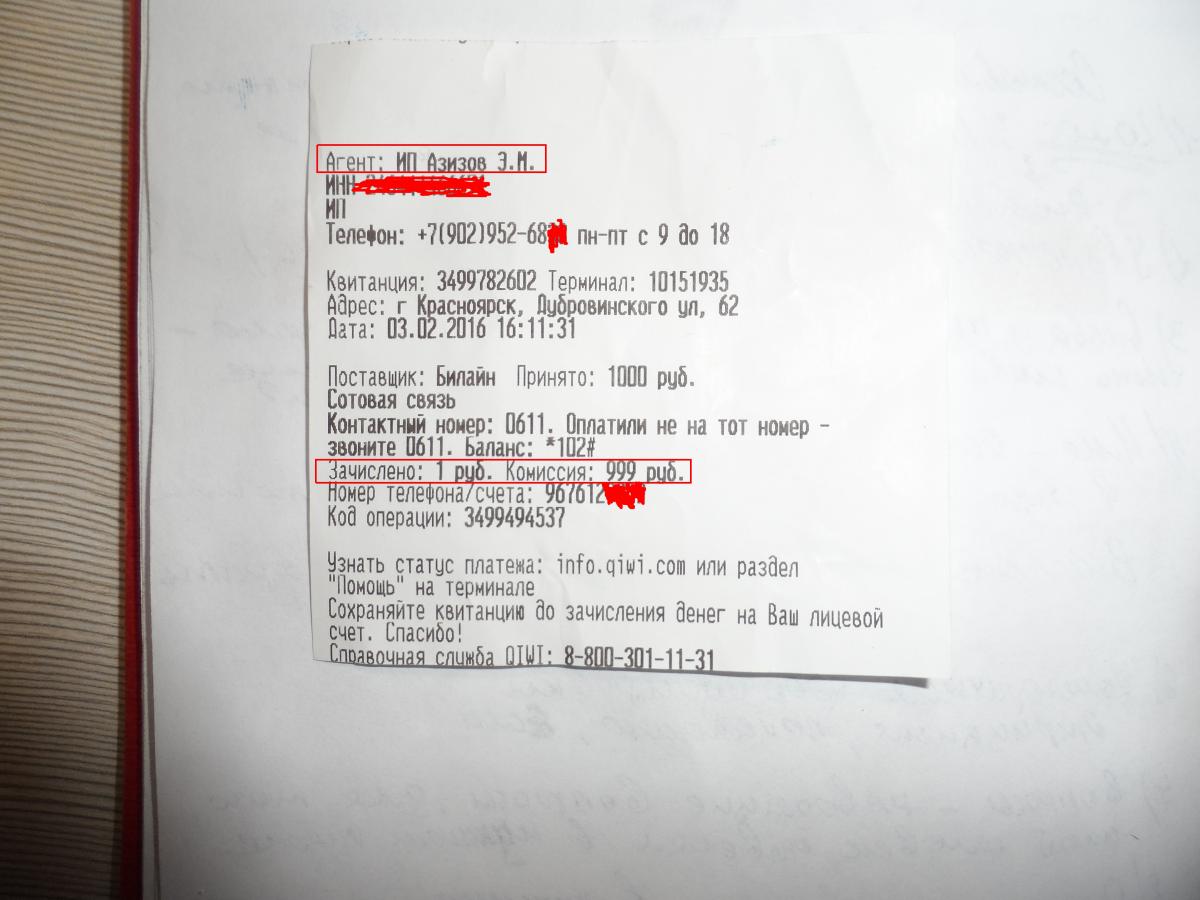 Агент: ИП Азизов Э.М.
ИНН
ИП
Телефон: +7(902)952-68 пн-пт с 9 до 18
Квитанция: 3499782602 Терминал: 10151935
Адрес: г Красноярск, Дубровинского ул, 62
Дата: 03.02.2016 16:11:31
Поставщик: Билайн Принято: 1000 руб.
Сотовая связь
Контактный номер: 0611. Оплатили не на тот номер -
звоните 0611. Баланс: *102#
Зачислено: 1 руб. Комиссия: 999 руб.
Номер телефона/счета: 967612
Код операции: 3499494537
Узнать статус платежа: info.qiwi.com или раздел
"Помощь" на терминале
Сохраняйте квитанцию до зачисления денег на Ваш лицевой
счет. Спасибо!
Справочная служба QIWI: 8-800-301-11-31